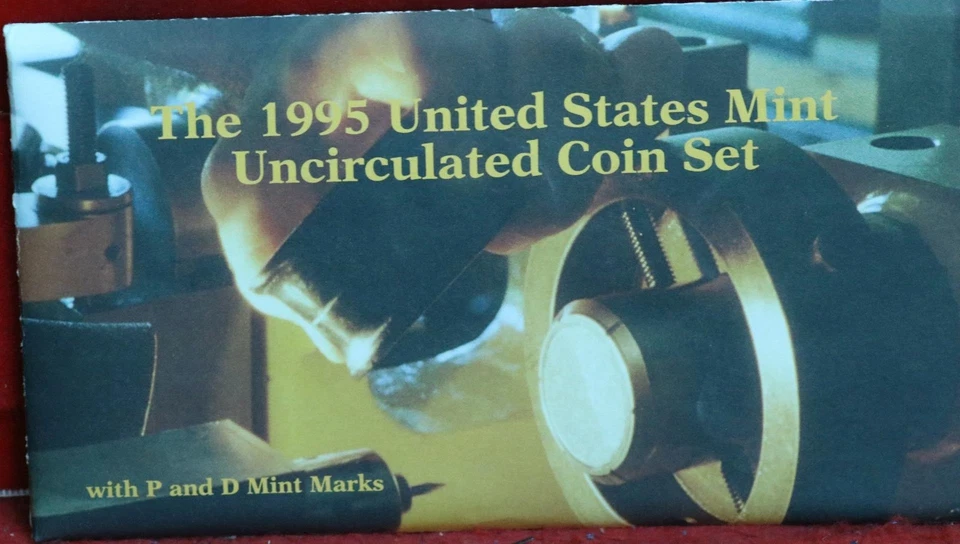 The 1995 United States Mint
Uncirculated Coin Set
with P and D Mint Marks